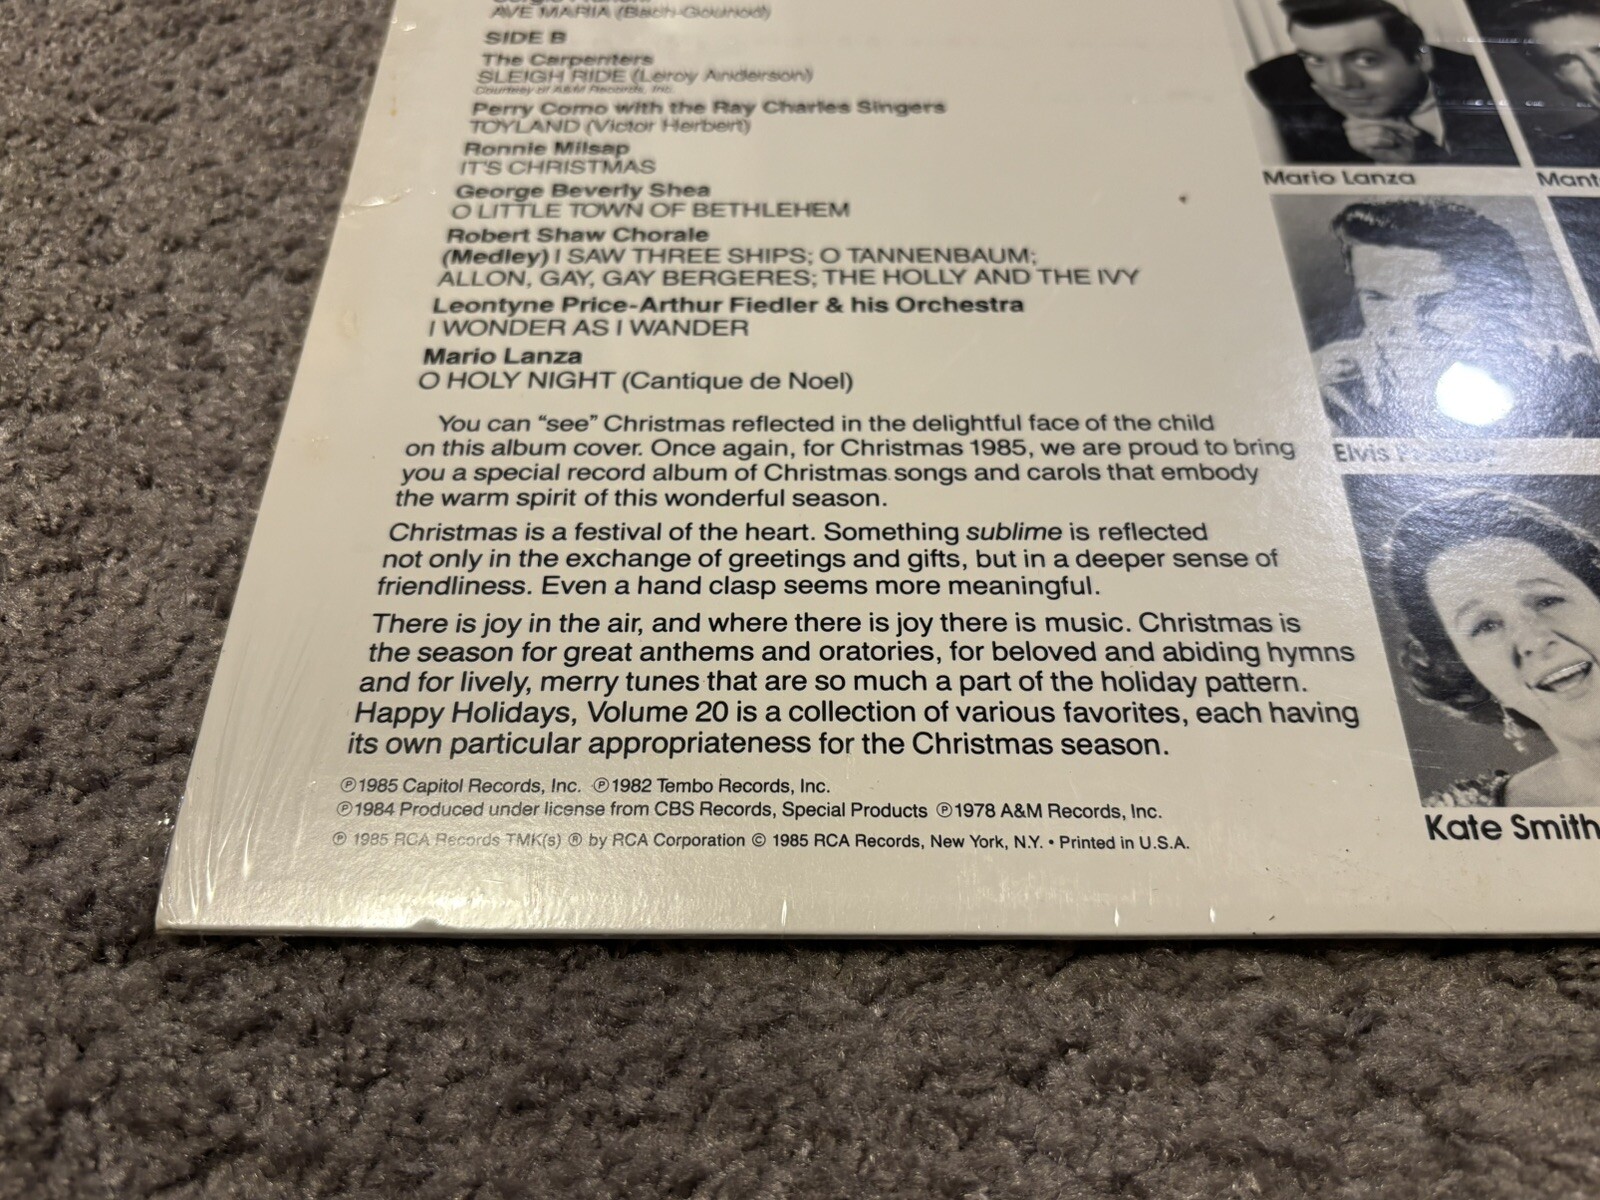 AVE MARIA (Bach-Gounod)
SIDE B
The Carpenters
SLEIGH RIDE (Leroy Anderson)
Courtesy of A&M Records, Inc.
Perry Como with the Ray Charles Singers
TOYLAND (Victor Herbert)
Ronnie Milsap
IT'S CHRISTMAS
George Beverly Shea
O LITTLE TOWN OF BETHLEHEM
Robert Shaw Chorale
(Medley) I SAW THREE SHIPS; O TANNENBAUM;
ALLON, GAY, GAY BERGERES; THE HOLLY AND THE IVY
Leontyne Price-Arthur Fiedler & his Orchestra
I WONDER AS I WANDER
Mario Lanza
O HOLY NIGHT (Cantique de Noel)
You can “see” Christmas reflected in the delightful face of the child
on this album cover. Once again, for Christmas 1985, we are proud to bring
you a special record album of Christmas songs and carols that embody
the warm spirit of this wonderful season.
Christmas is a festival of the heart. Something sublime is reflected
not only in the exchange of greetings and gifts, but in a deeper sense of
friendliness. Even a hand clasp seems more meaningful.
There is joy in the air, and where there is joy there is music. Christmas is
the season for great anthems and oratories, for beloved and abiding hymns
and for lively, merry tunes that are so much a part of the holiday pattern.
Happy Holidays, Volume 20 is a collection of various favorites, each having
its own particular appropriateness for the Christmas season.
℗1985 Capitol Records, Inc. ℗1982 Tembo Records, Inc.
℗1984 Produced under license from CBS Records, Special Products ℗1978 A&M Records, Inc.
℗ 1985 RCA Records TMK(s) ® by RCA Corporation © 1985 RCA Records, New York, N.Y. • Printed in U.S.A.
Mario Lanza
Mant
Elvis Presley
Kate Smith